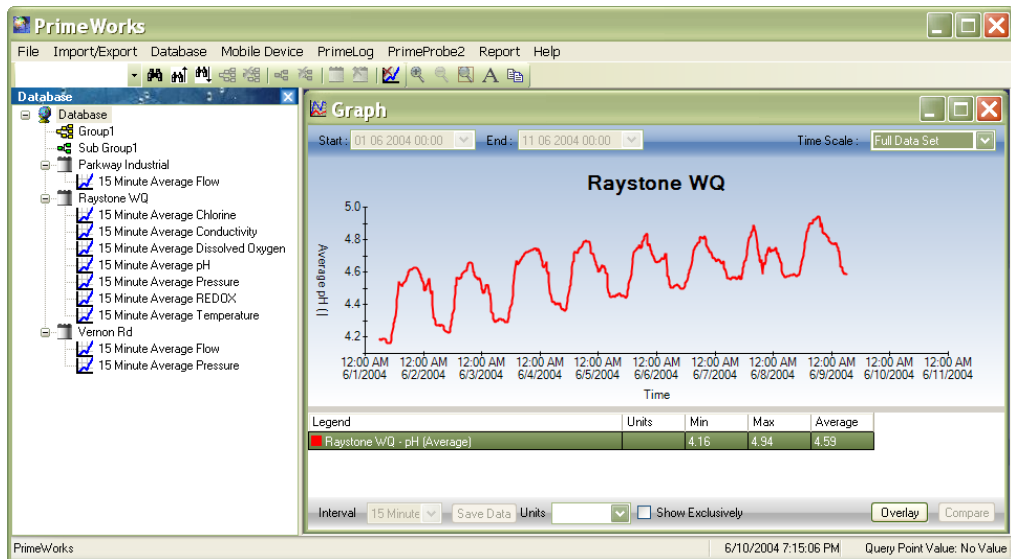 PrimeWorks
File Import/Export Database Mobile Device PrimeLog PrimeProbe2 Report Help
A
Database
Database
Group1
Sub Group1
Parkway Industrial
15 Minute Average Flow
Raystone WQ
15 Minute Average Chlorine
15 Minute Average Conductivity
15 Minute Average Dissolved Oxygen
15 Minute Average pH
15 Minute Average Pressure
15 Minute Average REDOX
15 Minute Average Temperature
Vernon Rd
15 Minute Average Flow
15 Minute Average Pressure
Graph
Start : 01 06 2004 00:00 End : 11 06 2004 00:00 Time Scale : Full Data Set
Raystone WQ
Average pH ()
5.0
4.8
4.6
4.4
4.2
12:00 AM 12:00 AM 12:00 AM 12:00 AM 12:00 AM 12:00 AM 12:00 AM 12:00 AM 12:00 AM 12:00 AM 12:00 AM
6/1/2004 6/2/2004 6/3/2004 6/4/2004 6/5/2004 6/6/2004 6/7/2004 6/8/2004 6/9/2004 6/10/2004 6/11/2004
Time
Legend Units Min Max Average
Raystone WQ - pH (Average) 4.16 4.94 4.59
Interval 15 Minute Save Data Units Show Exclusively Overlay Compare
PrimeWorks 6/10/2004 7:15:06 PM Query Point Value: No Value